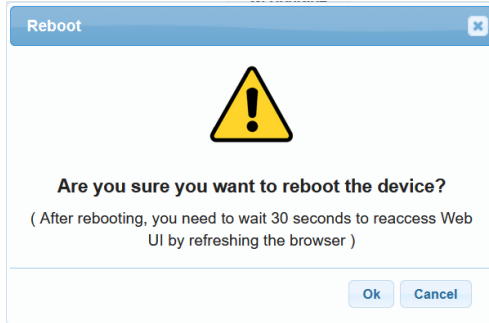 Reboot
Are you sure you want to reboot the device?
( After rebooting, you need to wait 30 seconds to reaccess Web
UI by refreshing the browser )
Ok Cancel